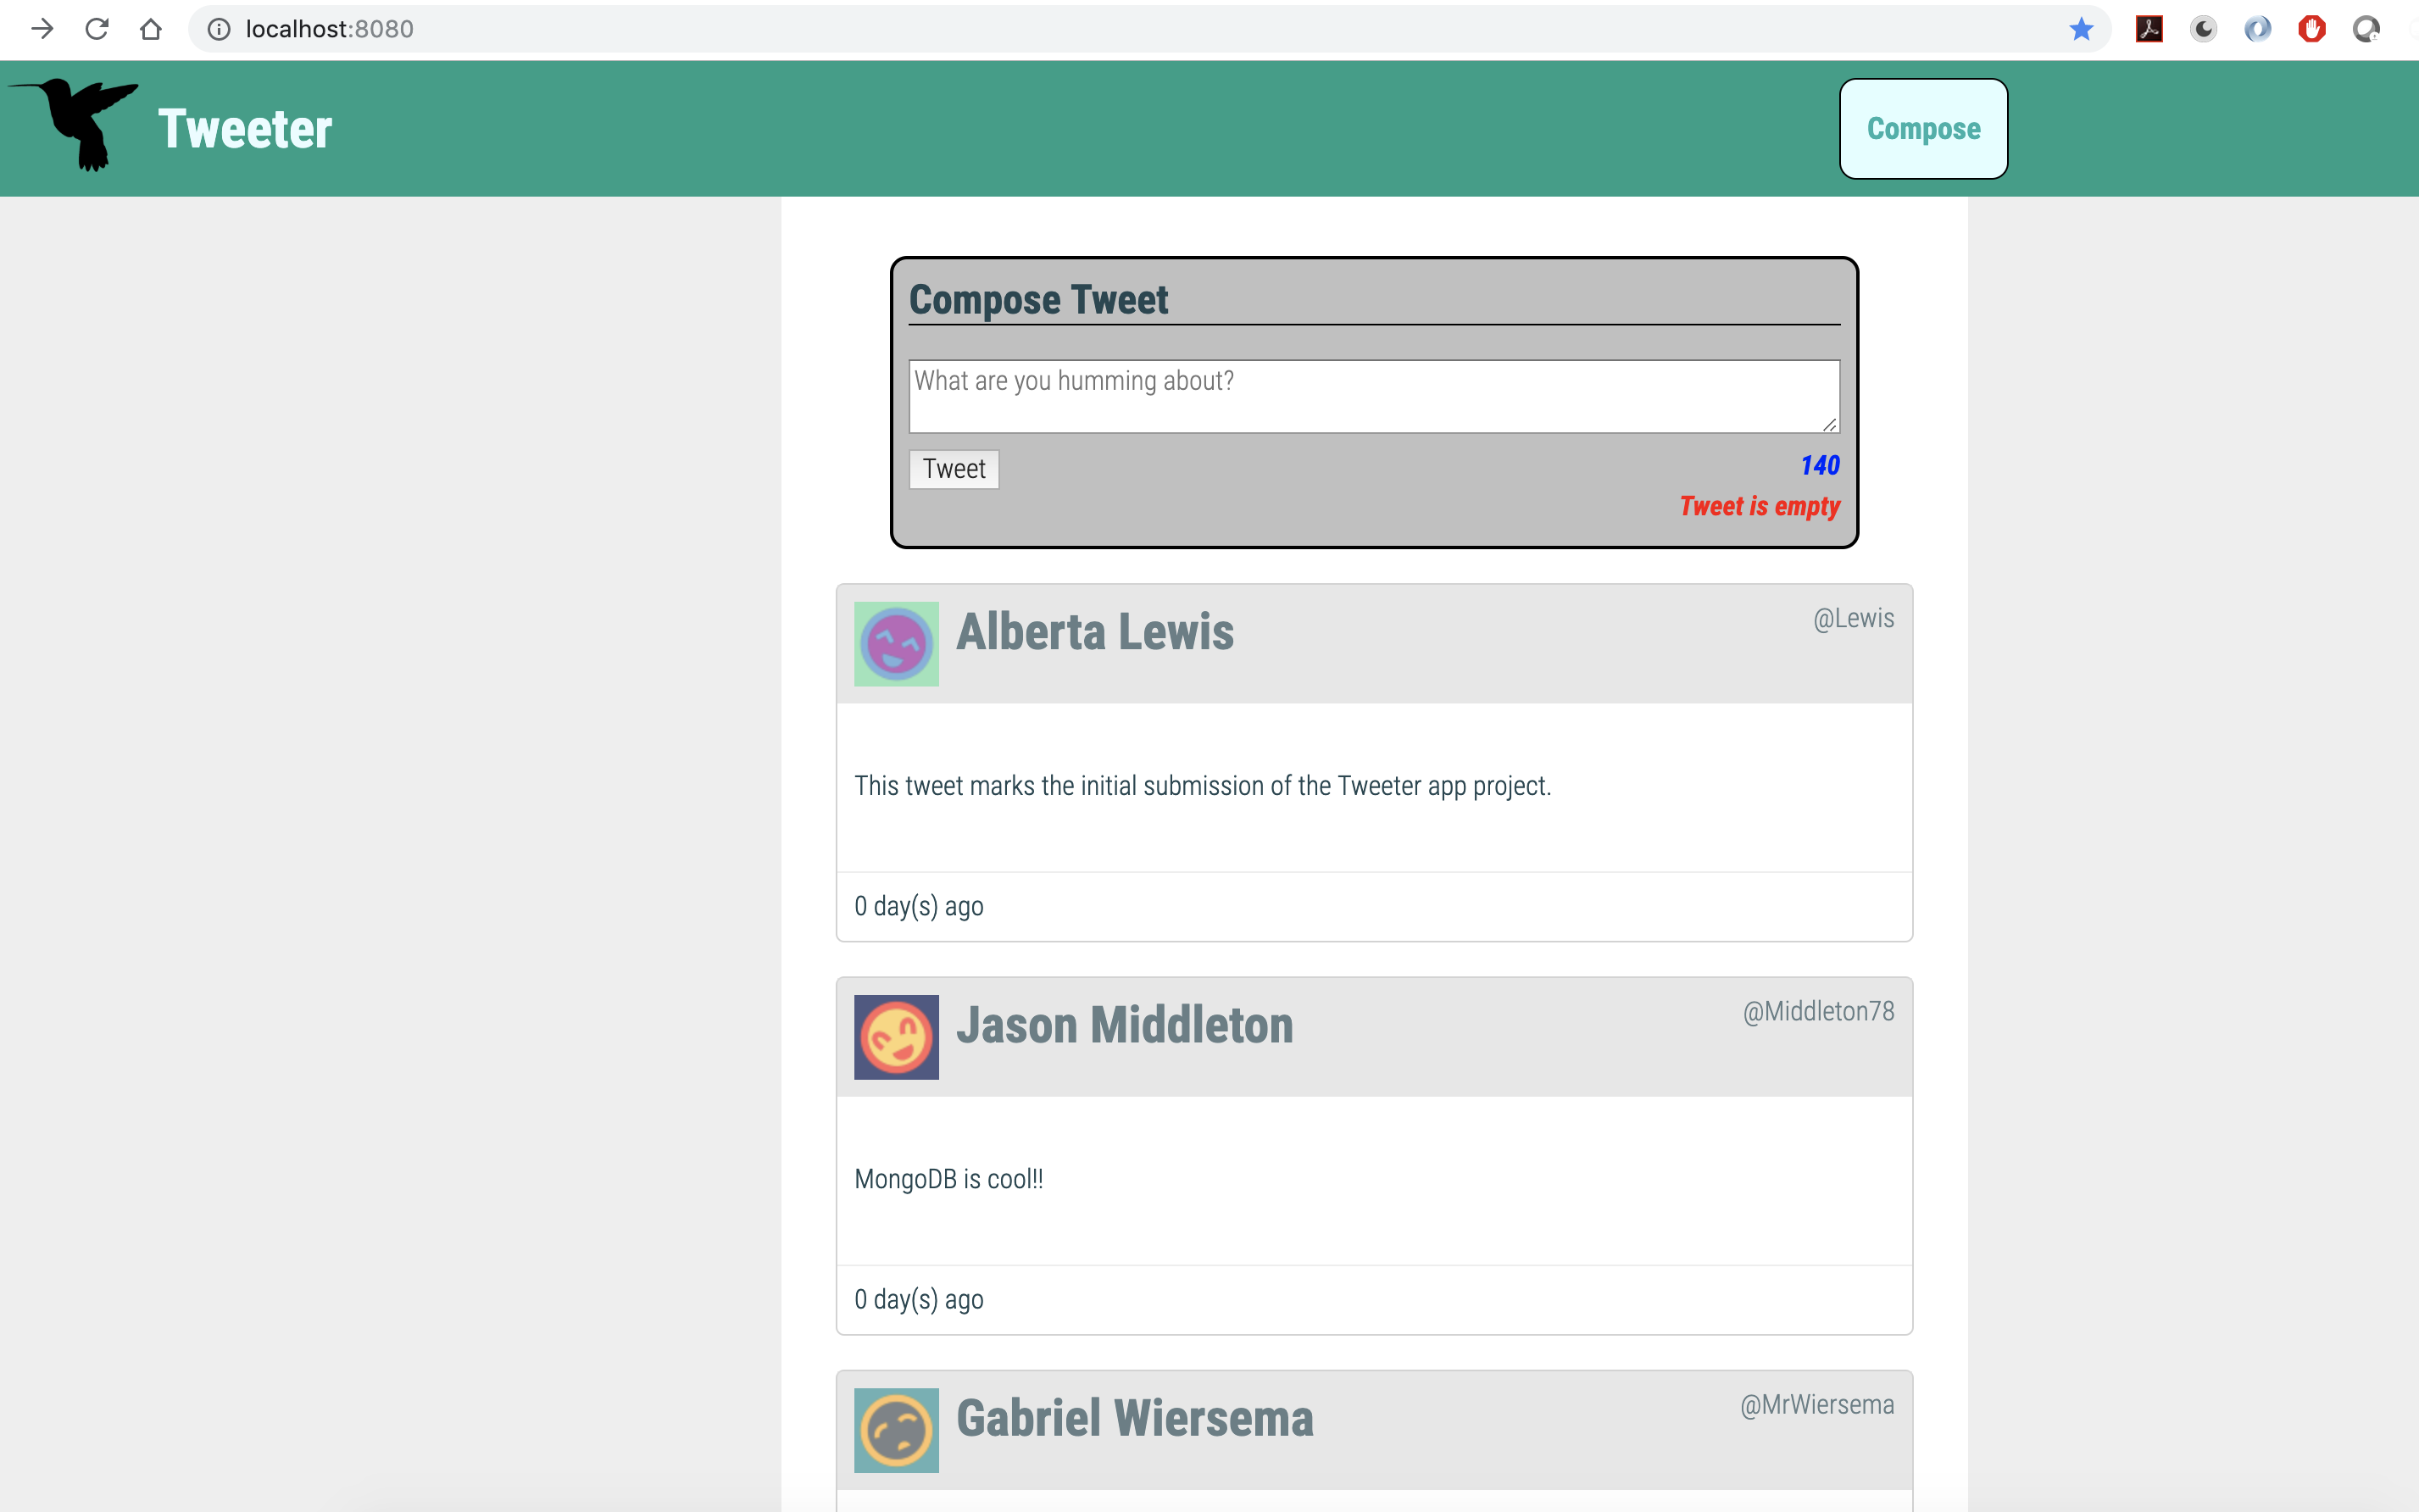 localhost:8080
Tweeter
Compose
Compose Tweet
What are you humming about?
Tweet
140
Tweet is empty
Alberta Lewis
@Lewis
This tweet marks the initial submission of the Tweeter app project.
0 day(s) ago
Jason Middleton
@Middleton78
MongoDB is cool!!
0 day(s) ago
Gabriel Wiersema
@MrWiersema